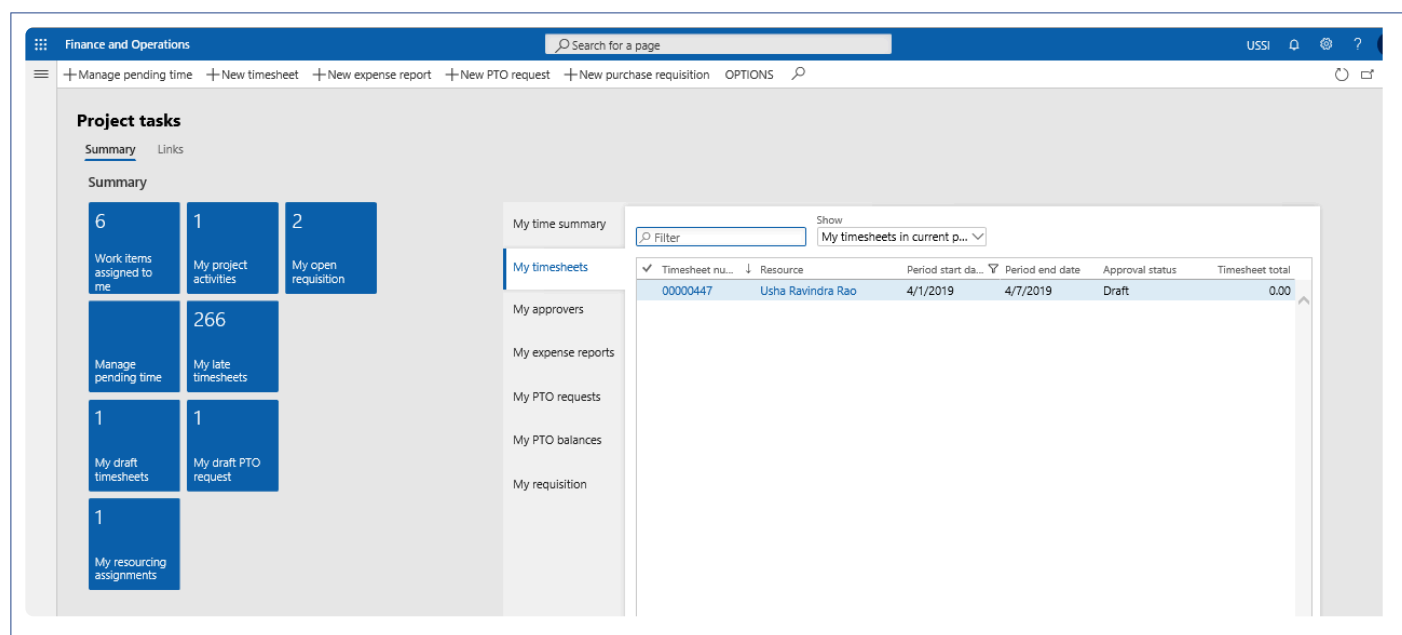 Finance and Operations
Search for a page
USSI
?
Manage pending time New timesheet New expense report New PTO request New purchase requisition OPTIONS
Project tasks
Summary Links
Summary
6
Work items
assigned to
me
1
My project
activities
2
My open
requisition
Manage
pending time
266
My late
timesheets
1
My draft
timesheets
1
My draft PTO
request
1
My resourcing
assignments
My time summary
My timesheets
My approvers
My expense reports
My PTO requests
My PTO balances
My requisition
Show
Filter My timesheets in current p...
Timesheet nu... Resource Period start da... Period end date Approval status Timesheet total
00000447 Usha Ravindra Rao 4/1/2019 4/7/2019 Draft 0.00